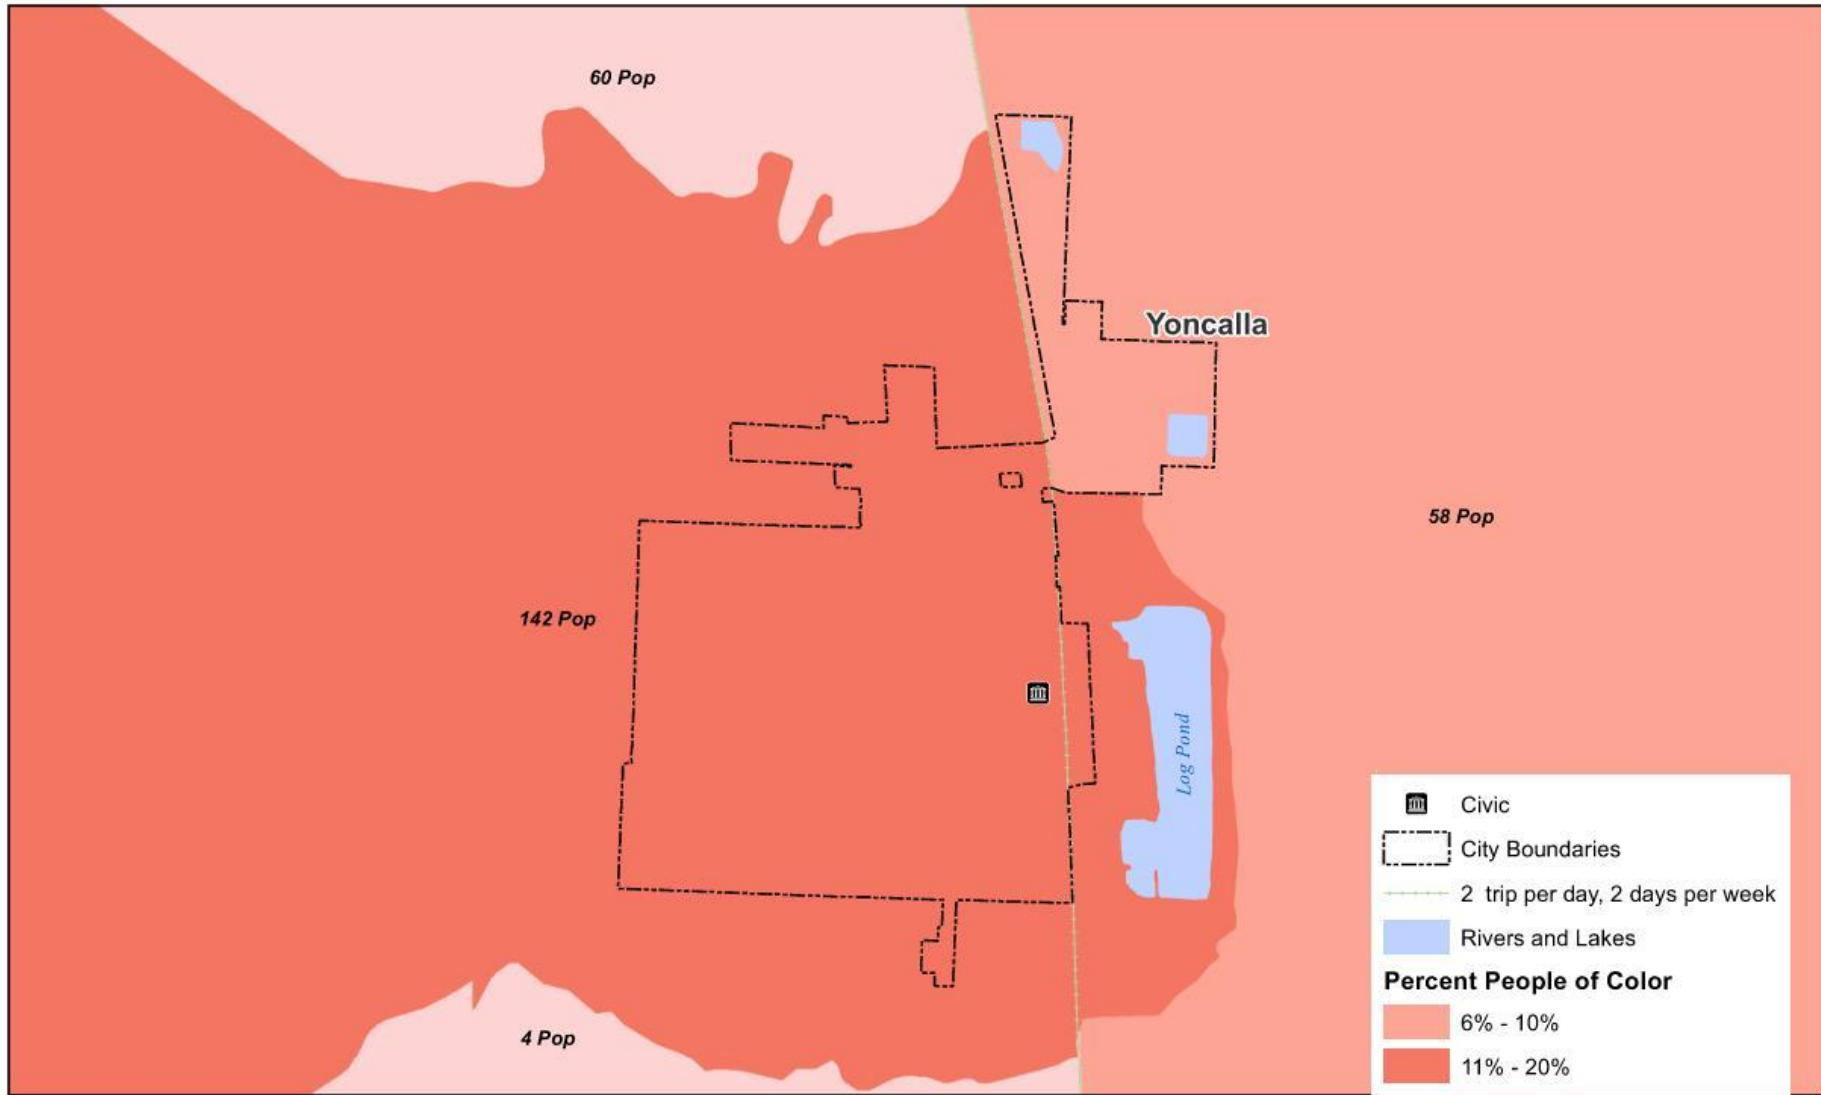 60 Pop
Yoncalla
58 Pop
142 Pop
Log Pond
4 Pop
Civic
City Boundaries
2 trip per day, 2 days per week
Rivers and Lakes
Percent People of Color
6% - 10%
11% - 20%